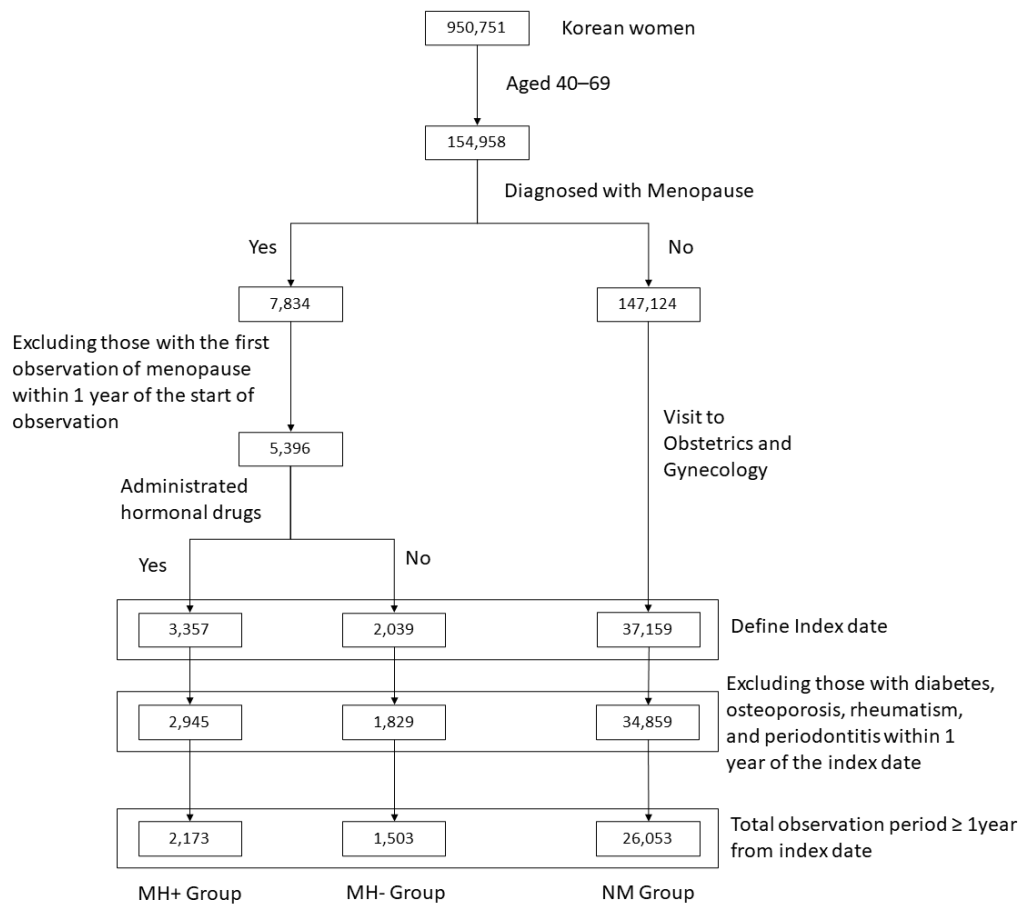 950,751
Korean women
Aged 40–69
154,958
Diagnosed with Menopause
Yes
No
7,834
147,124
Excluding those with the first
observation of menopause
within 1 year of the start of
observation
Visit to
Obstetrics and
Gynecology
5,396
Administrated
hormonal drugs
Yes
No
3,357
2,039
37,159
Define Index date
2,945
1,829
34,859
Excluding those with diabetes,
osteoporosis, rheumatism,
and periodontitis within 1
year of the index date
2,173
1,503
26,053
Total observation period ≥ 1year
from index date
MH+ Group
MH- Group
NM Group